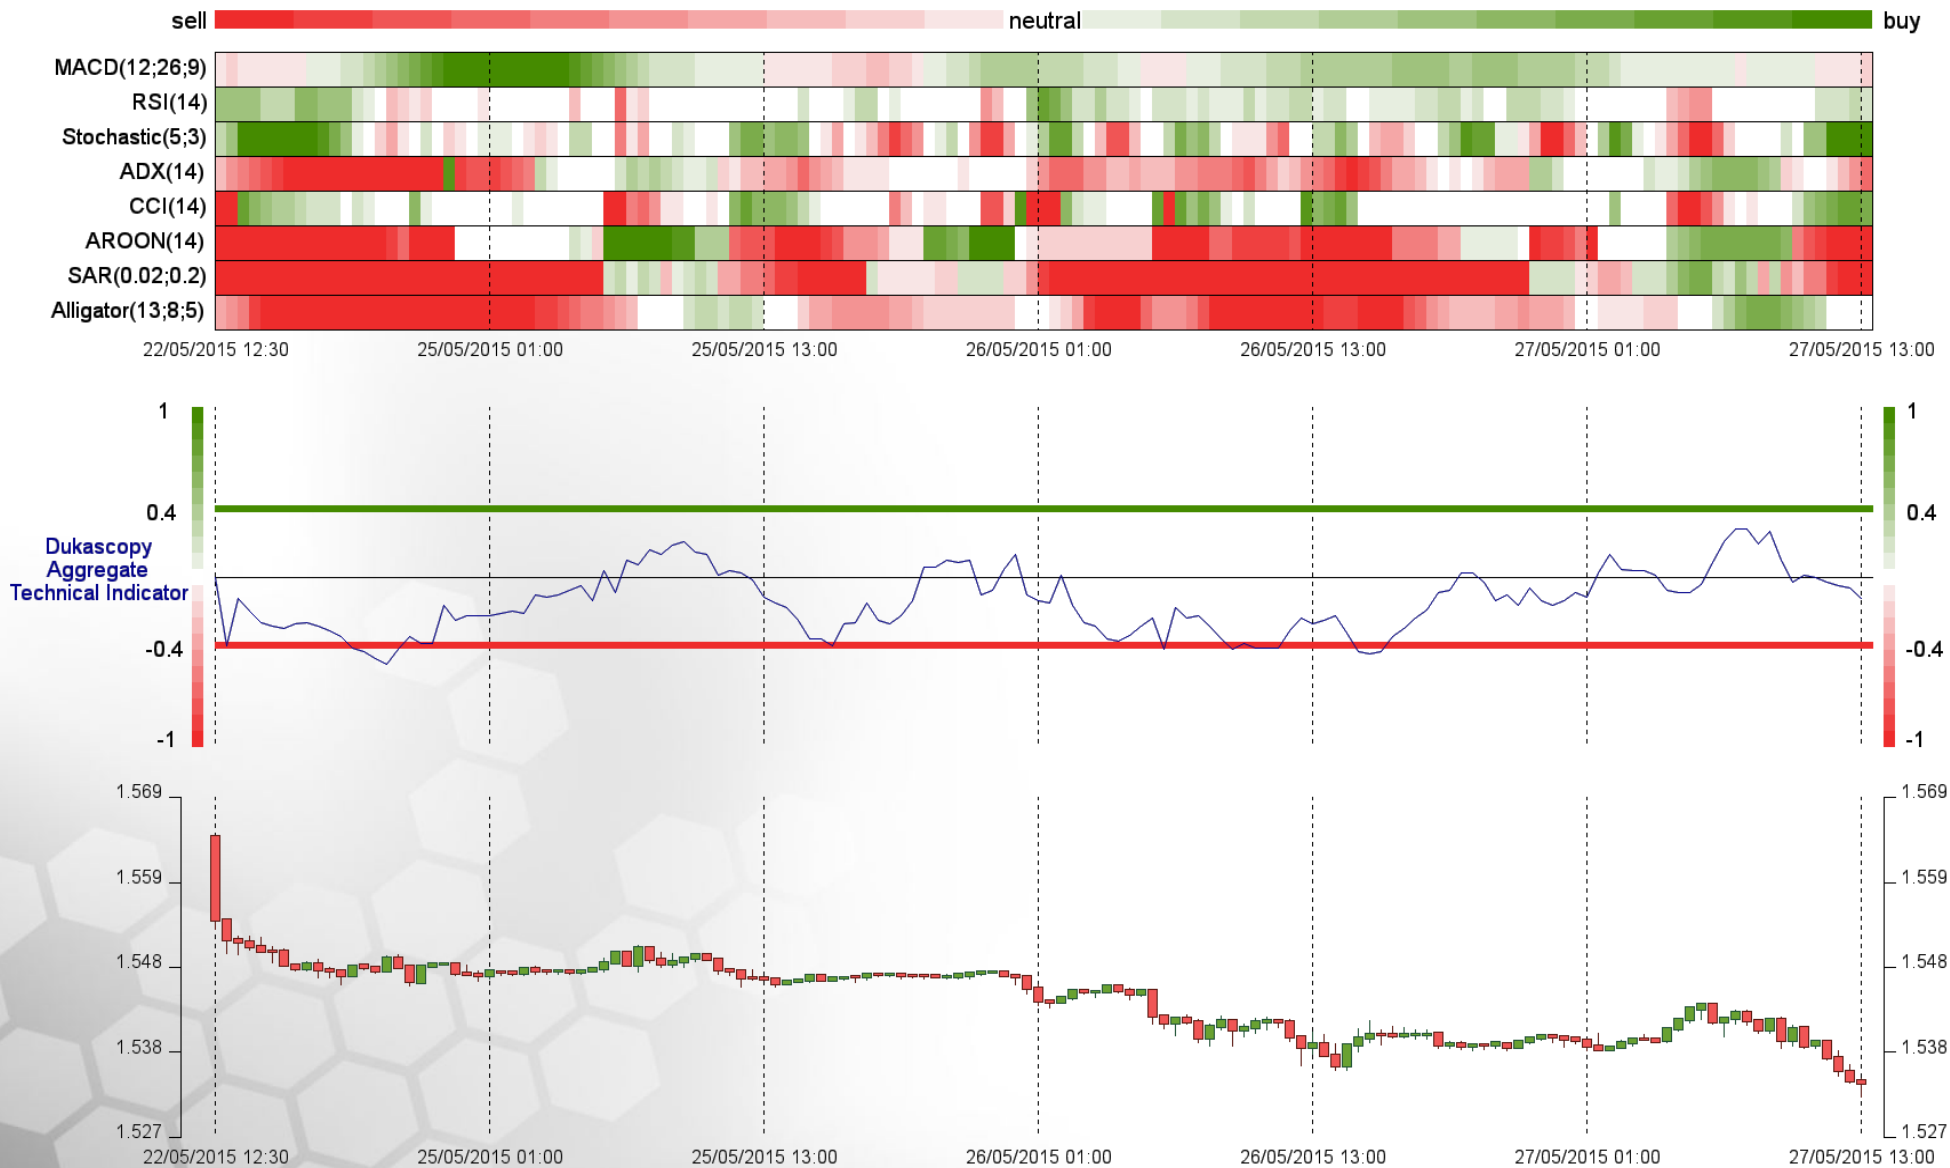 sell neutral buy
MACD(12;26;9)
RSI(14)
Stochastic(5;3)
ADX(14)
CCI(14)
AROON(14)
SAR(0.02;0.2)
Alligator(13;8;5)
22/05/2015 12:30 25/05/2015 01:00 25/05/2015 13:00 26/05/2015 01:00 26/05/2015 13:00 27/05/2015 01:00 27/05/2015 13:00
1 1
0.4 0.4
Dukascopy
Aggregate
Technical Indicator
-0.4 -0.4
-1 -1
1.569 1.569
1.559 1.559
1.548 1.548
1.538 1.538
1.527 1.527
22/05/2015 12:30 25/05/2015 01:00 25/05/2015 13:00 26/05/2015 01:00 26/05/2015 13:00 27/05/2015 01:00 27/05/2015 13:00